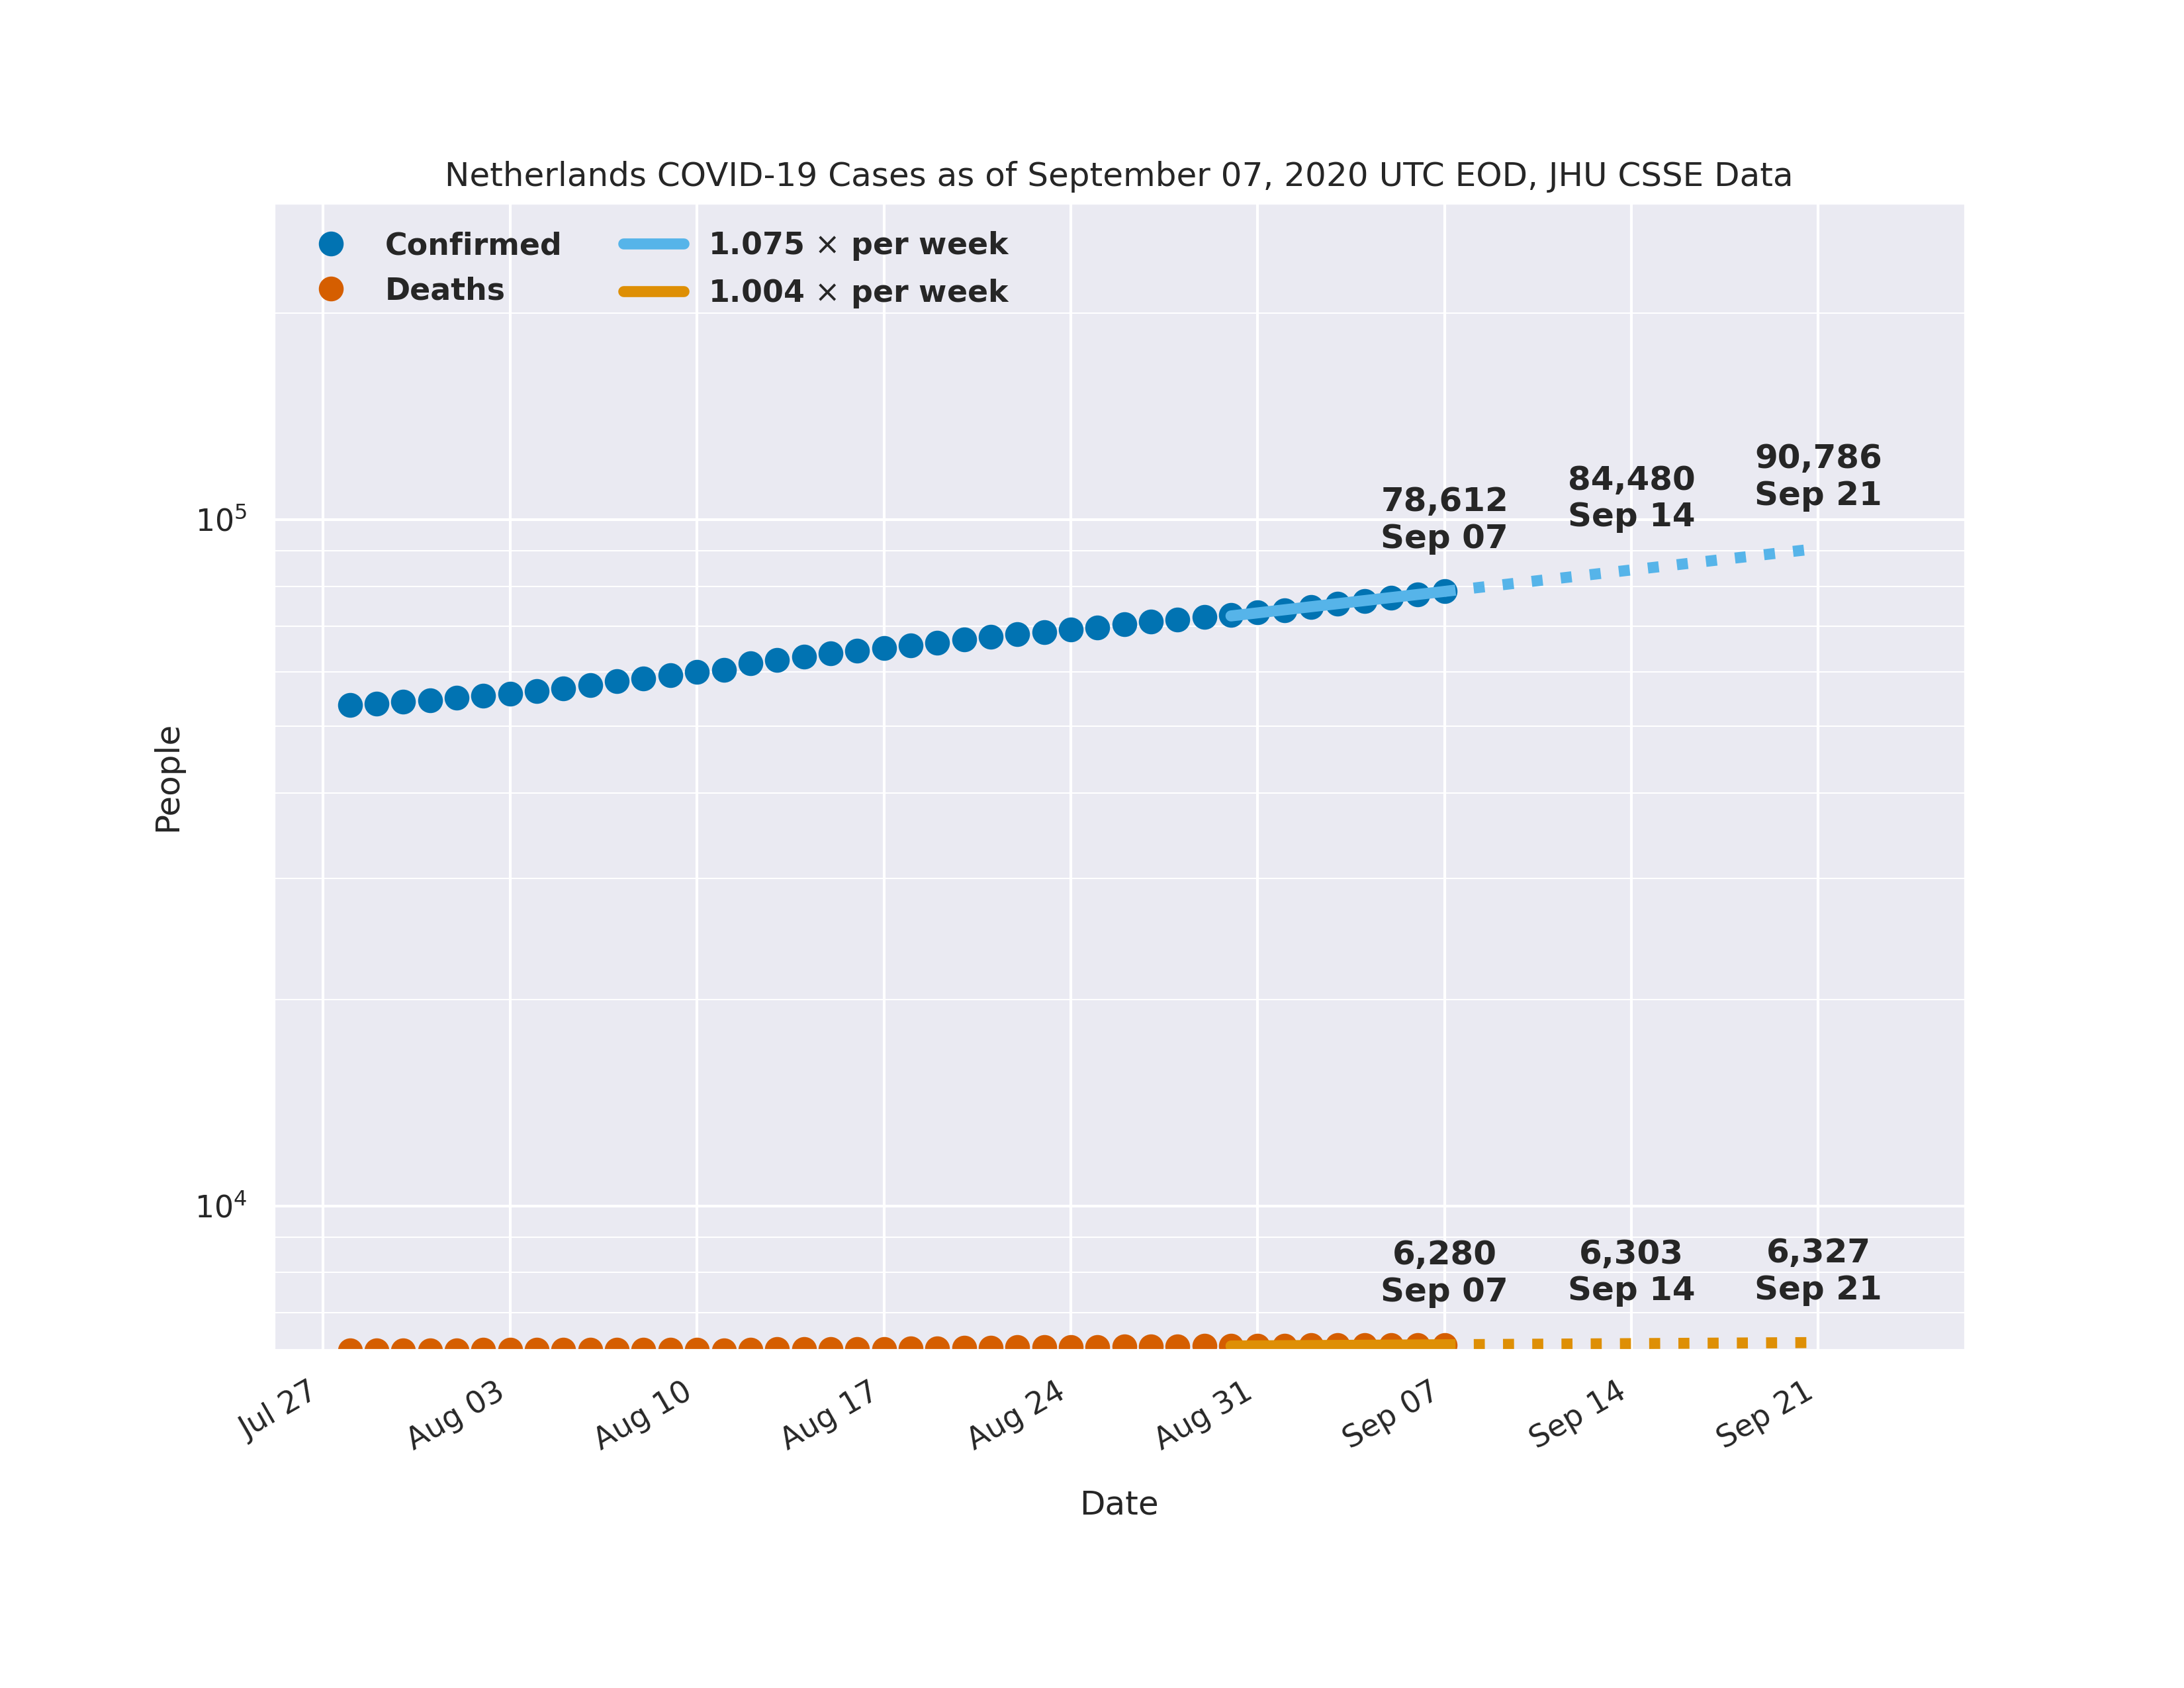 Netherlands COVID-19 Cases as of September 07, 2020 UTC EOD, JHU CSSE Data
Confirmed
Deaths
1.075 × per week
1.004 × per week
90,786
Sep 21
84,480
Sep 14
78,612
Sep 07
10⁵
People
10⁴
6,280
Sep 07
6,303
Sep 14
6,327
Sep 21
Jul 27
Aug 03
Aug 10
Aug 17
Aug 24
Aug 31
Sep 07
Sep 14
Sep 21
Date